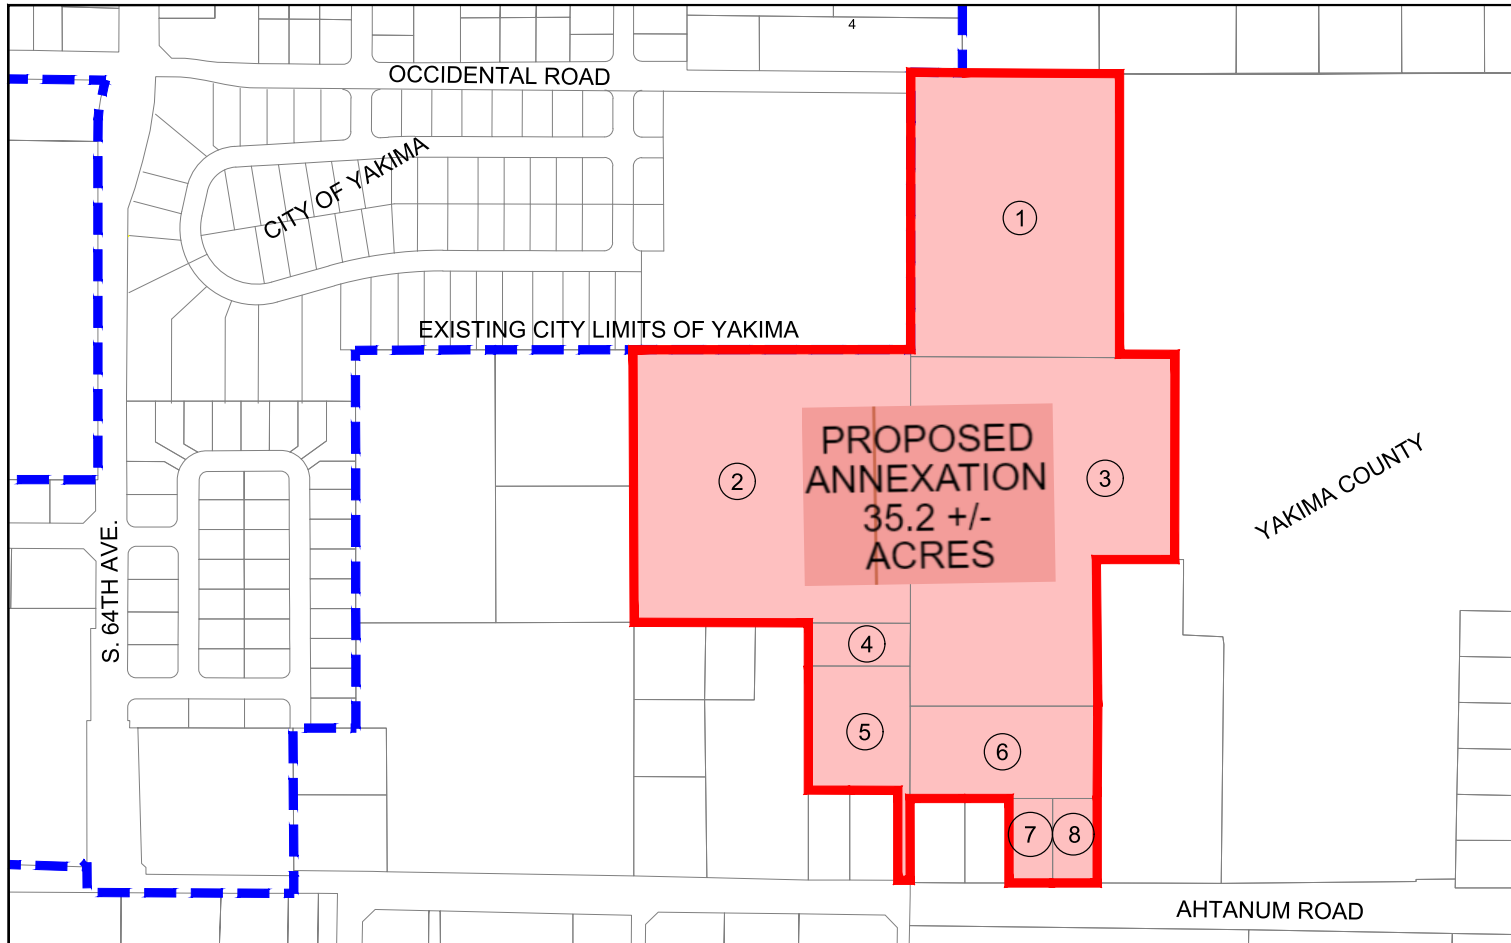 4
OCCIDENTAL ROAD
CITY OF YAKIMA
1
EXISTING CITY LIMITS OF YAKIMA
PROPOSED
ANNEXATION
35.2 +/-
ACRES
2
3
YAKIMA COUNTY
S. 64TH AVE.
4
5
6
7
8
AHTANUM ROAD